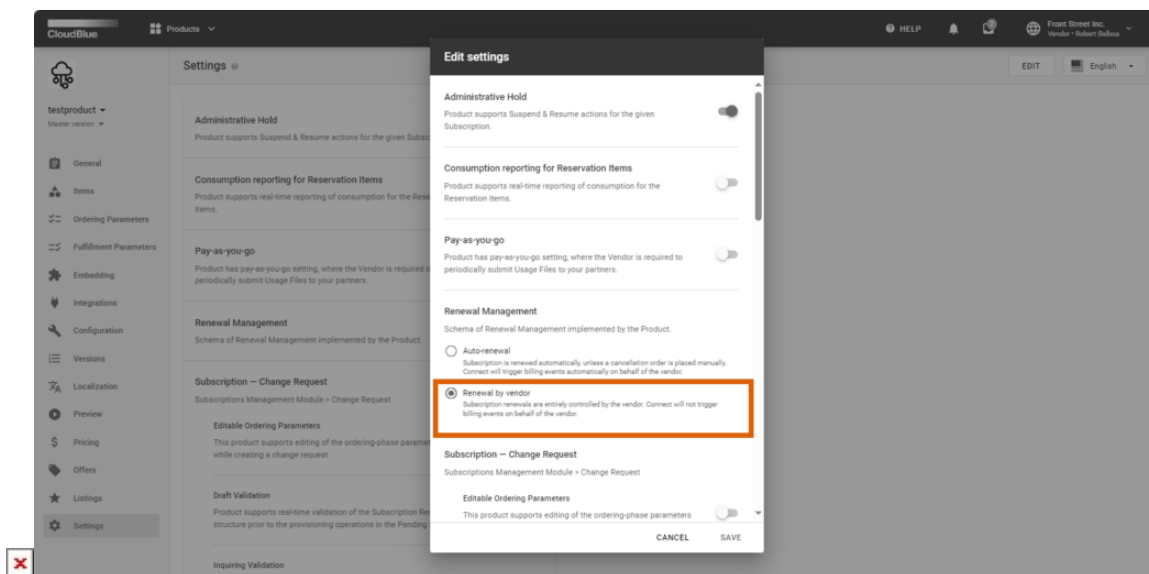 CloudBlue
Products
HELP
Front Street Inc.
Vendor • Robert Balboa
Settings
EDIT
English
testproduct
Master version
General
Items
Ordering Parameters
Fulfillment Parameters
Embedding
Integrations
Configuration
Versions
Localization
Preview
Pricing
Offers
Listings
Settings
Administrative Hold
Product supports Suspend & Resume actions for the given Subsc
Consumption reporting for Reservation Items
Product supports real-time reporting of consumption for the Rese
items.
Pay-as-you-go
Product has pay-as-you-go setting, where the Vendor is required t
periodically submit Usage Files to your partners.
Renewal Management
Schema of Renewal Management implemented by the Product.
Subscription — Change Request
Subscriptions Management Module > Change Request
Editable Ordering Parameters
This product supports editing of the ordering-phase parame
while creating a change request
Draft Validation
Product supports real-time validation of the Subscription Re
structure prior to the provisioning operations in the Pending
Inquiring Validation
Edit settings
Administrative Hold
Product supports Suspend & Resume actions for the given
Subscription.
Consumption reporting for Reservation Items
Product supports real-time reporting of consumption for the
Reservation items.
Pay-as-you-go
Product has pay-as-you-go setting, where the Vendor is required to
periodically submit Usage Files to your partners.
Renewal Management
Schema of Renewal Management implemented by the Product.
Auto-renewal
Subscription is renewed automatically, unless a cancellation order is placed manually.
Connect will trigger billing events automatically on behalf of the vendor.
Renewal by vendor
Subscription renewals are entirely controlled by the vendor. Connect will not trigger
billing events on behalf of the vendor.
Subscription — Change Request
Subscriptions Management Module > Change Request
Editable Ordering Parameters
This product supports editing of the ordering-phase parameters
CANCEL
SAVE